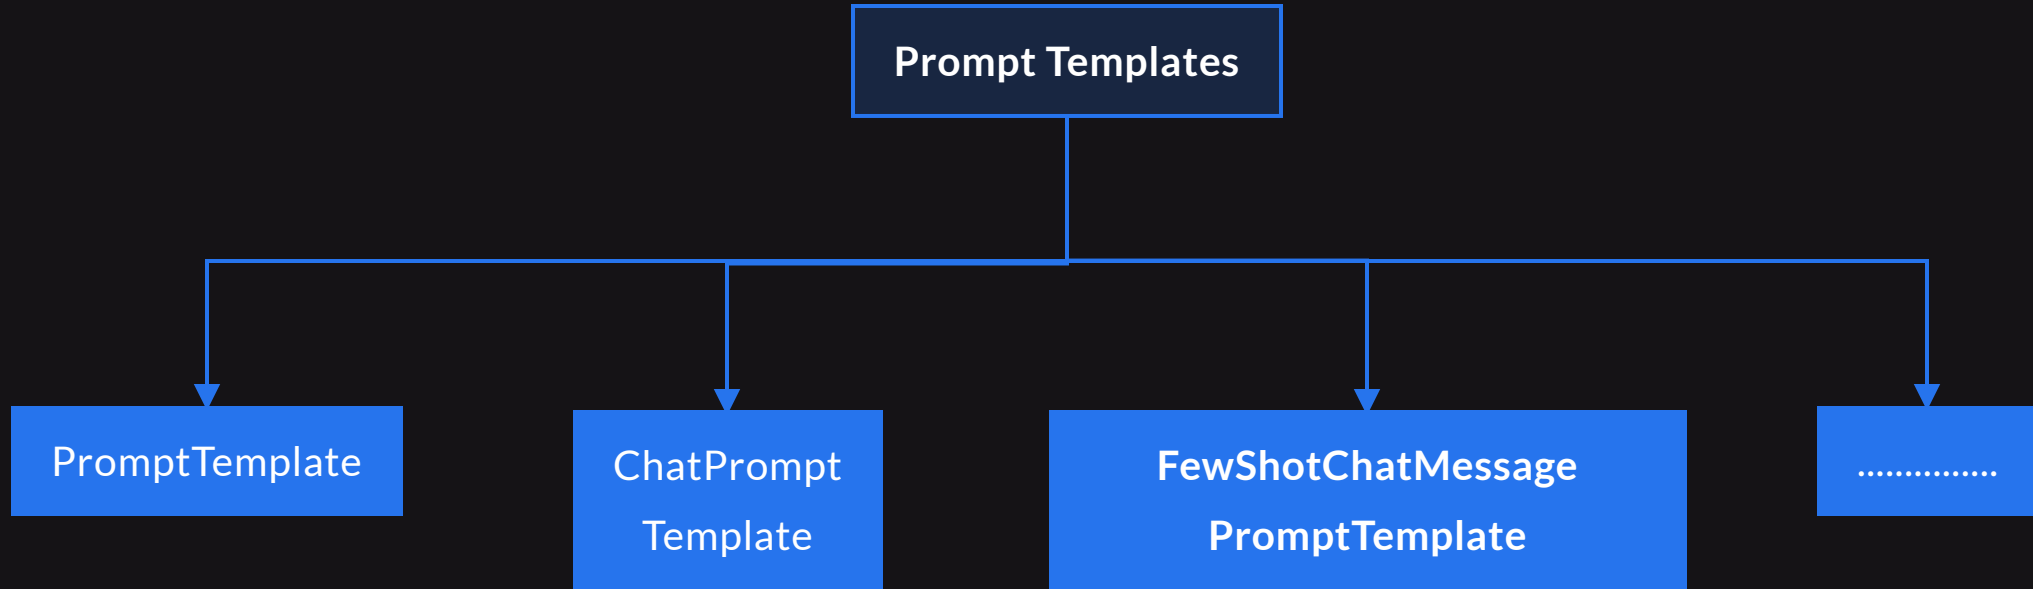 Prompt Templates
PromptTemplate
ChatPrompt
Template
FewShotChatMessage
PromptTemplate
...............